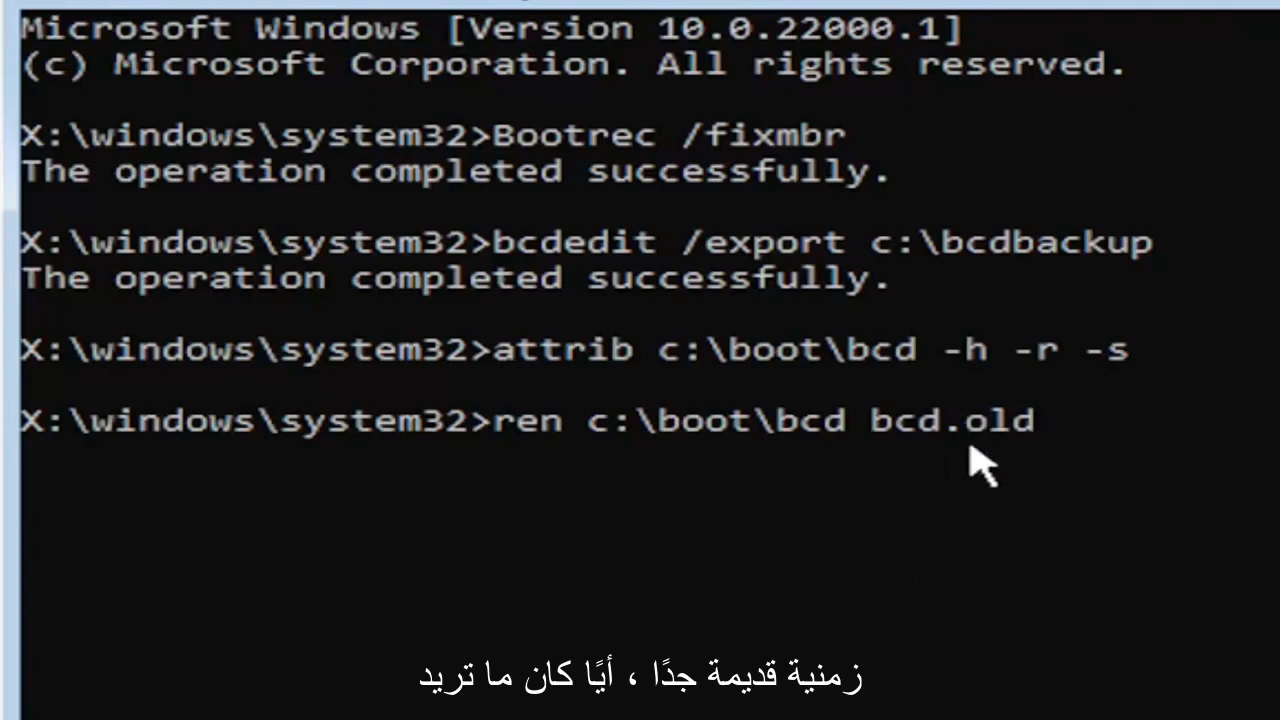 Microsoft Windows [Version 10.0.22000.1]
(c) Microsoft Corporation. All rights reserved.
X:\windows\system32>Bootrec /fixmbr
The operation completed successfully.
X:\windows\system32>bcdedit /export c:\bcdbackup
The operation completed successfully.
X:\windows\system32>attrib c:\boot\bcd -h -r -s
X:\windows\system32>ren c:\boot\bcd bcd.old
زمنية قديمة جدًا ، أيًا كان ما تريد